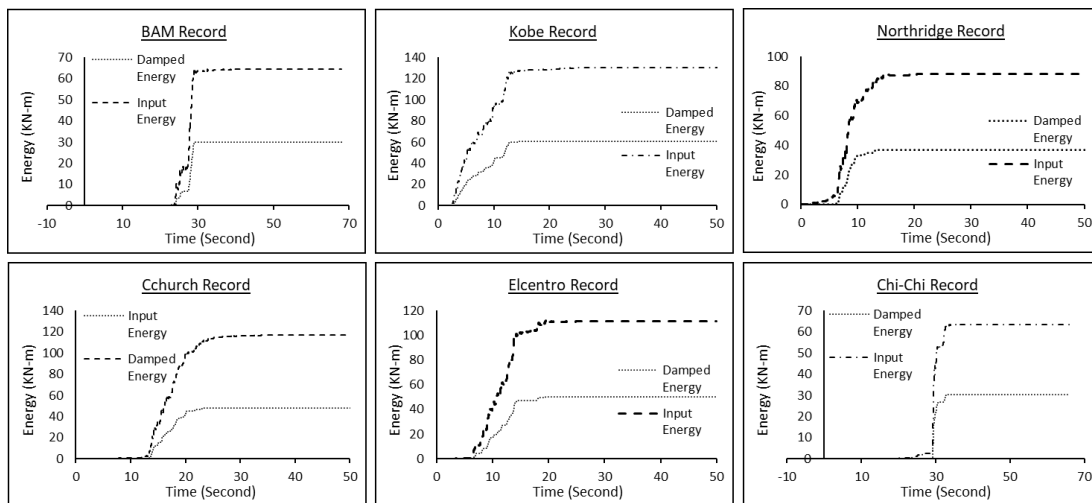 BAM Record
Energy (KN-m)
70
60
50
40
30
20
10
0
-10 10 30 50 70
Time (Second)
Damped
Energy
Input
Energy
Kobe Record
Energy (KN-m)
140
120
100
80
60
40
20
0
0 10 20 30 40 50
Time (Second)
Damped
Energy
Input
Energy
Northridge Record
Energy (KN-m)
100
80
60
40
20
0
0 10 20 30 40 50
Time (Second)
Damped
Energy
Input
Energy
Cchurch Record
Energy (KN-m)
140
120
100
80
60
40
20
0
0 10 20 30 40 50
Time (Second)
Input
Energy
Damped
Energy
Elcentro Record
Energy (KN-m)
120
100
80
60
40
20
0
0 10 20 30 40 50
Time (Second)
Damped
Energy
Input
Energy
Chi-Chi Record
Energy (KN-m)
70
60
50
40
30
20
10
0
-10 10 30 50 70
Time (Second)
Damped
Energy
Input
Energy